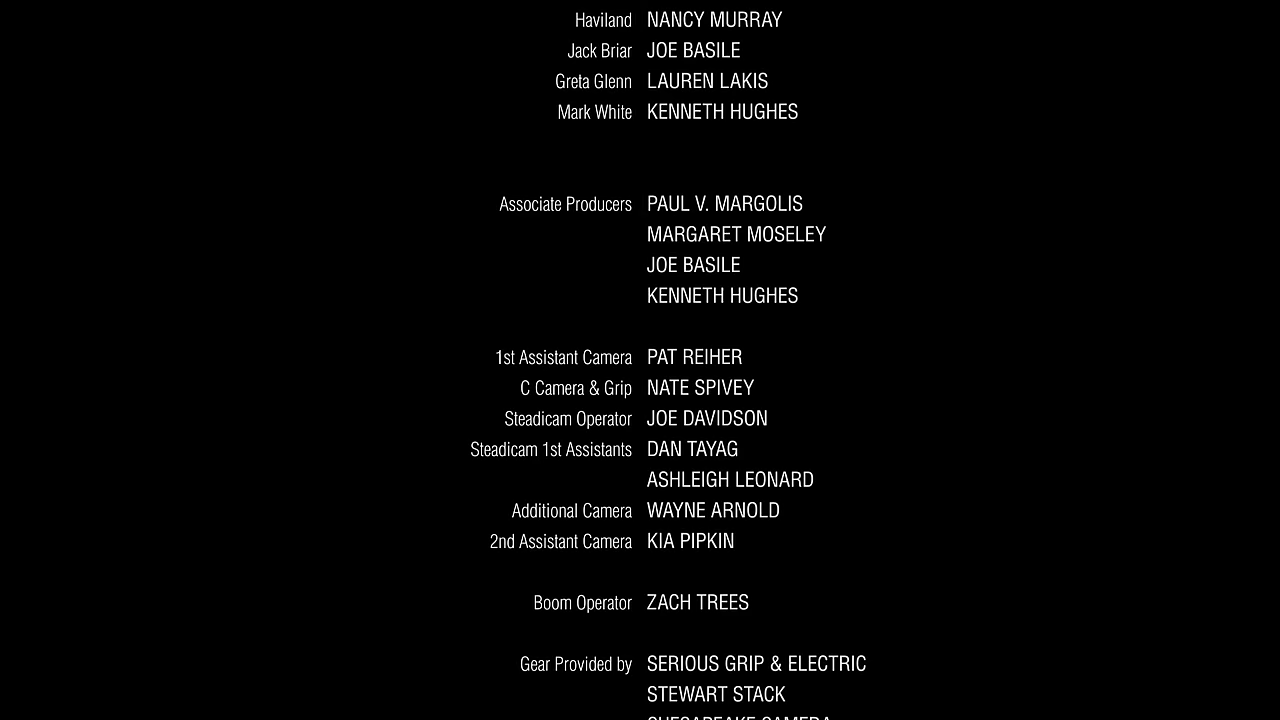 Haviland NANCY MURRAY
Jack Briar JOE BASILE
Greta Glenn LAUREN LAKIS
Mark White KENNETH HUGHES
Associate Producers PAUL V. MARGOLIS
MARGARET MOSELEY
JOE BASILE
KENNETH HUGHES
1st Assistant Camera PAT REIHER
C Camera & Grip NATE SPIVEY
Steadicam Operator JOE DAVIDSON
Steadicam 1st Assistants DAN TAYAG
ASHLEIGH LEONARD
Additional Camera WAYNE ARNOLD
2nd Assistant Camera KIA PIPKIN
Boom Operator ZACH TREES
Gear Provided by SERIOUS GRIP & ELECTRIC
STEWART STACK
CHESAPEAKE CAMERA